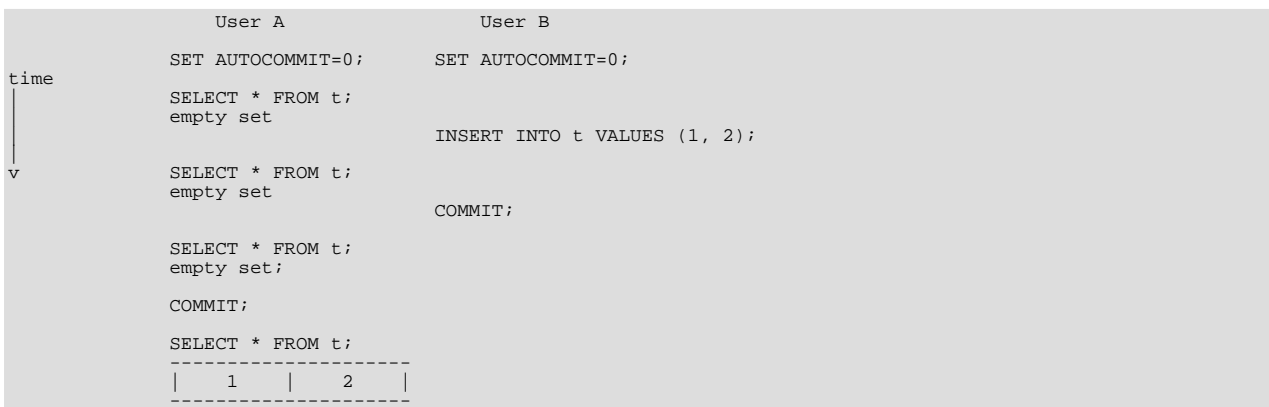 User A User B
SET AUTOCOMMIT=0; SET AUTOCOMMIT=0;
time
| SELECT * FROM t;
| empty set
| INSERT INTO t VALUES (1, 2);
|
v SELECT * FROM t;
empty set
COMMIT;
SELECT * FROM t;
empty set;
COMMIT;
SELECT * FROM t;
---------------------
| 1 | 2 |
---------------------